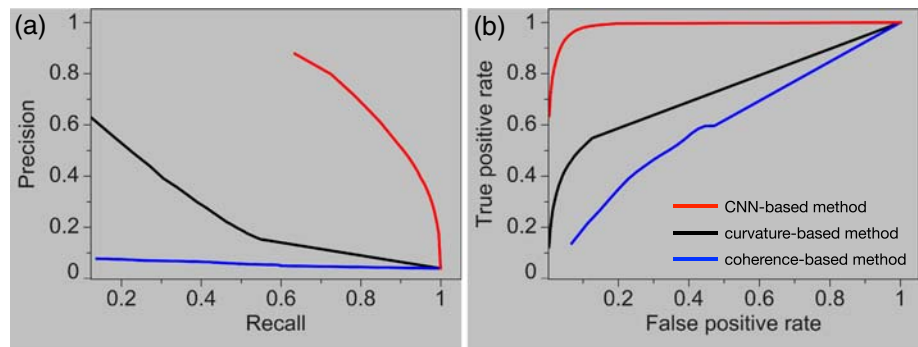 (a)
1
0.8
0.6
0.4
0.2
0
Precision
0.2 0.4 0.6 0.8 1
Recall
(b)
1
0.8
0.6
0.4
0.2
0
True positive rate
CNN-based method
curvature-based method
coherence-based method
0.2 0.4 0.6 0.8 1
False positive rate